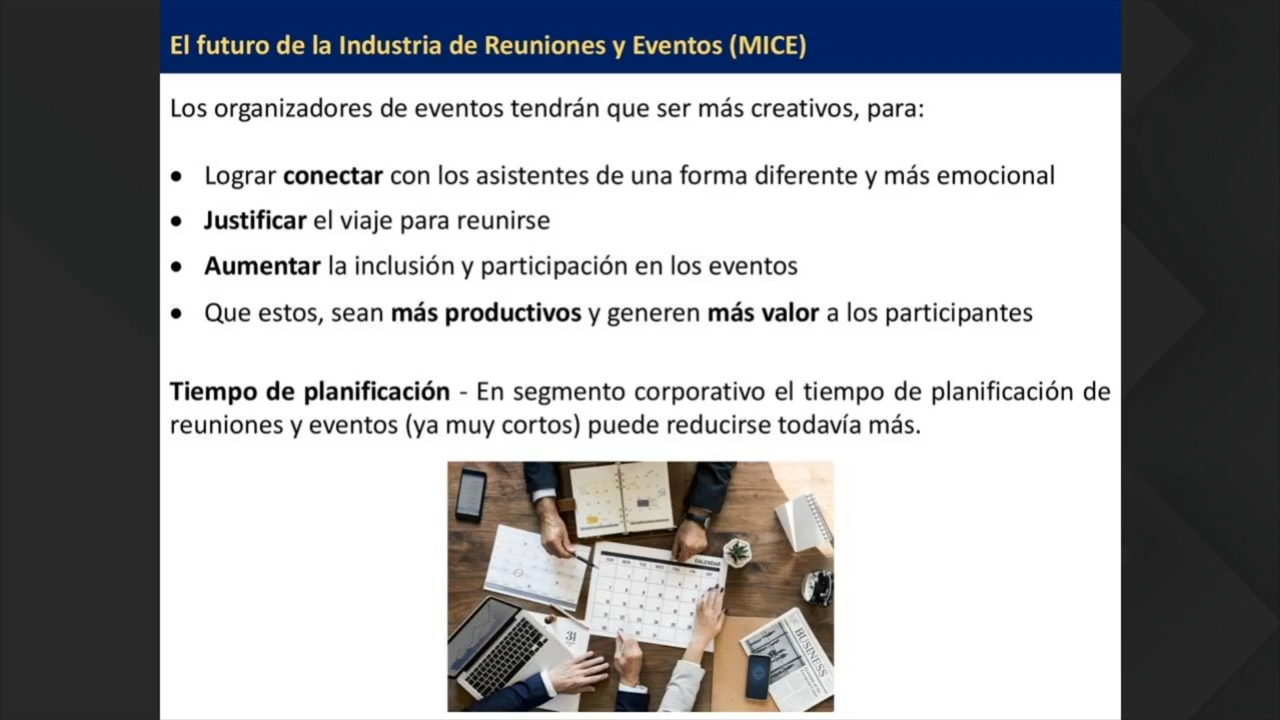 El futuro de la Industria de Reuniones y Eventos (MICE)
Los organizadores de eventos tendrán que ser más creativos, para:
• Lograr conectar con los asistentes de una forma diferente y más emocional
• Justificar el viaje para reunirse
• Aumentar la inclusión y participación en los eventos
• Que estos, sean más productivos y generen más valor a los participantes
Tiempo de planificación - En segmento corporativo el tiempo de planificación de
reuniones y eventos (ya muy cortos) puede reducirse todavía más.
CALENDAR
31
BUSINESS